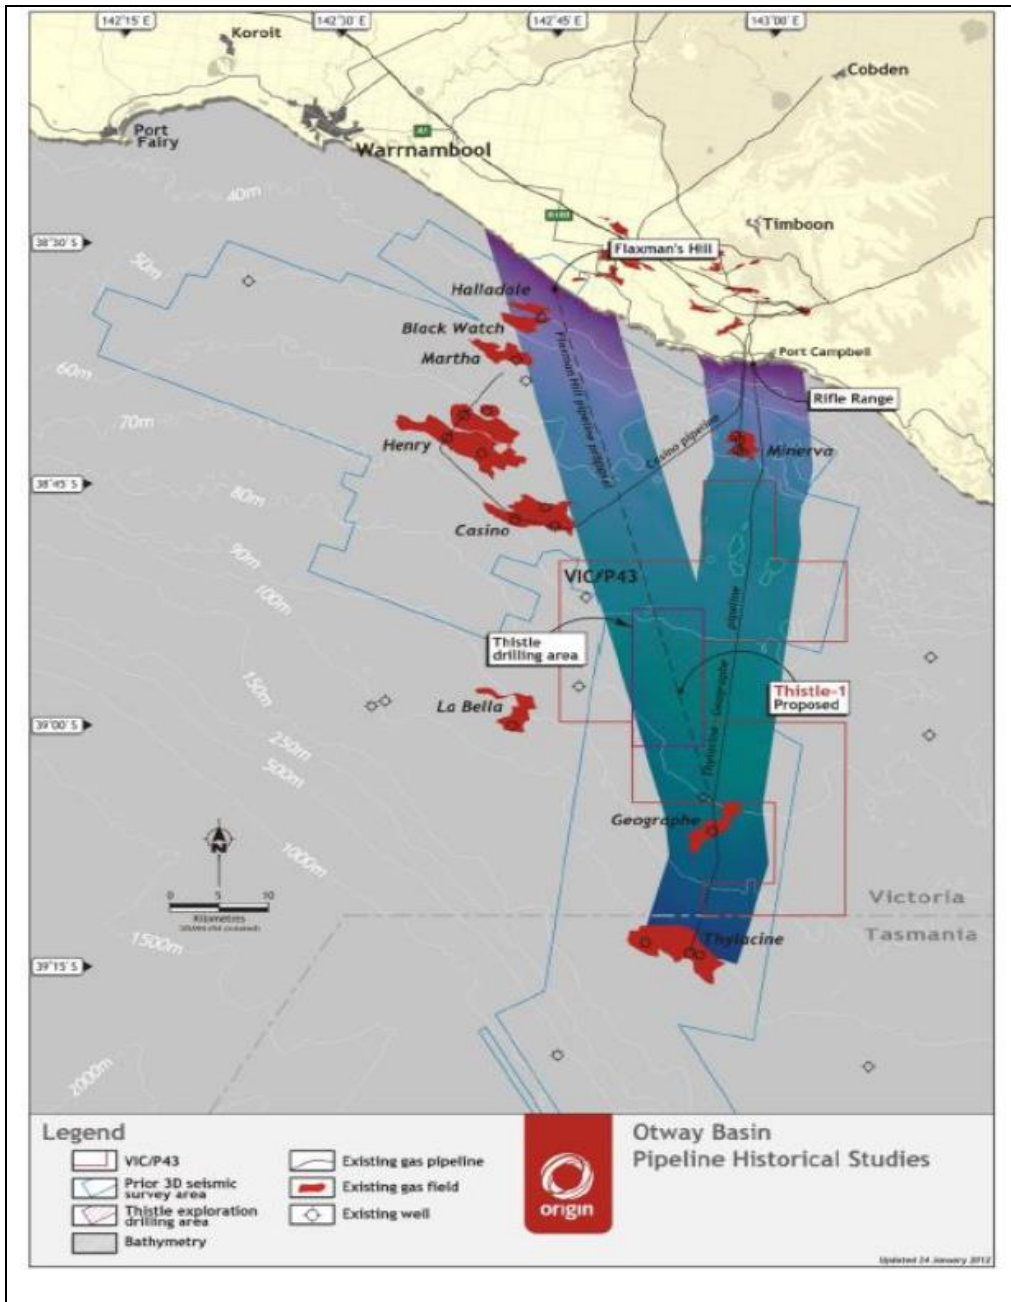 142°15' E
142°30' E
142°45' E
143°00' E
Koroit
Cobden
Port
Fairy
A1
Warrnambool
40m
Timboon
38°30' S
Flaxman's Hill
50m
Halladale
Black Watch
Martha
Flaxman Hill pipeline proposal
Port Campbell
60m
Rifle Range
70m
Henry
Casino pipeline
Minerva
38°45' S
80m
Casino
90m
VIC/P43
100m
pipeline
Thistle
drilling area
150m
Thistle-1
Proposed
La Bella
Thylacine - Geographe
39°00' S
250m
500m
Geographe
1000m
0 5 10
Kilometres
Victoria
1500m
Tasmania
Thylacine
39°15' S
2000m
Legend
VIC/P43
Prior 3D seismic
survey area
Thistle exploration
drilling area
Bathymetry
Existing gas pipeline
Existing gas field
Existing well
origin
Otway Basin
Pipeline Historical Studies
Updated 24 January 2012